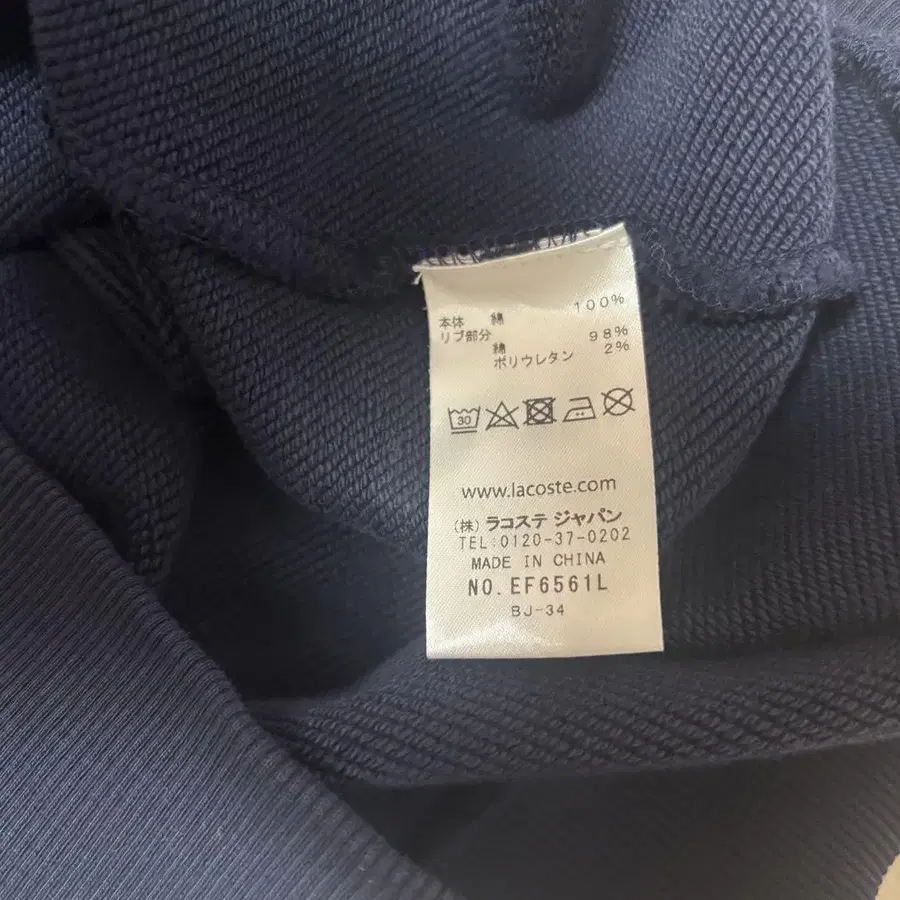 本体 綿 100%
リブ部分
綿 98%
ポリウレタン 2%
30
www.lacoste.com
(株) ラコステ ジャパン
TEL:0120-37-0202
MADE IN CHINA
NO. EF6561L
BJ-34